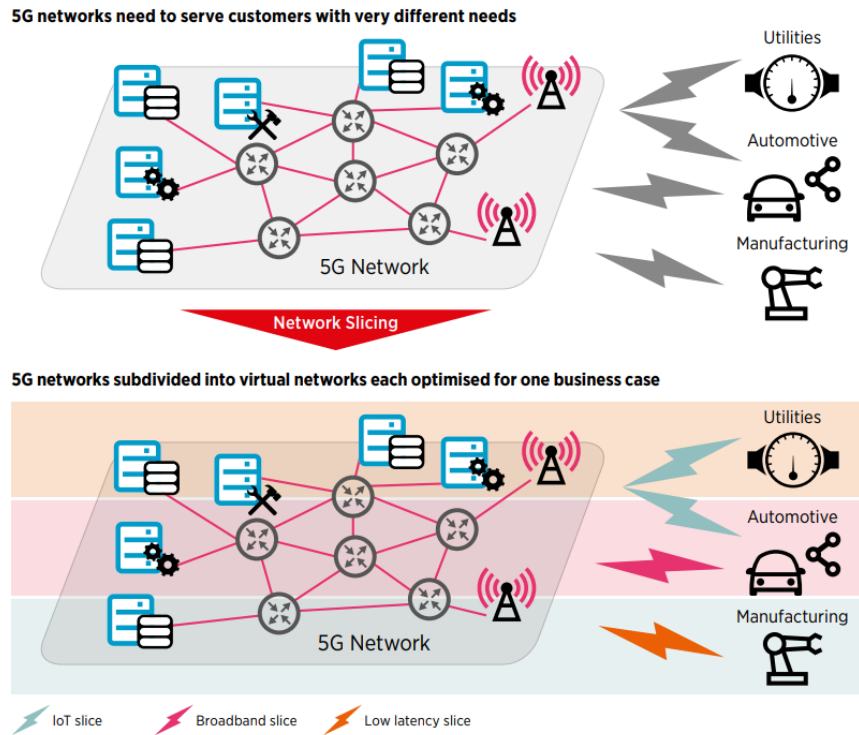 5G networks need to serve customers with very different needs
Utilities
Automotive
Manufacturing
5G Network
Network Slicing
5G networks subdivided into virtual networks each optimised for one business case
Utilities
Automotive
Manufacturing
5G Network
IoT slice
Broadband slice
Low latency slice